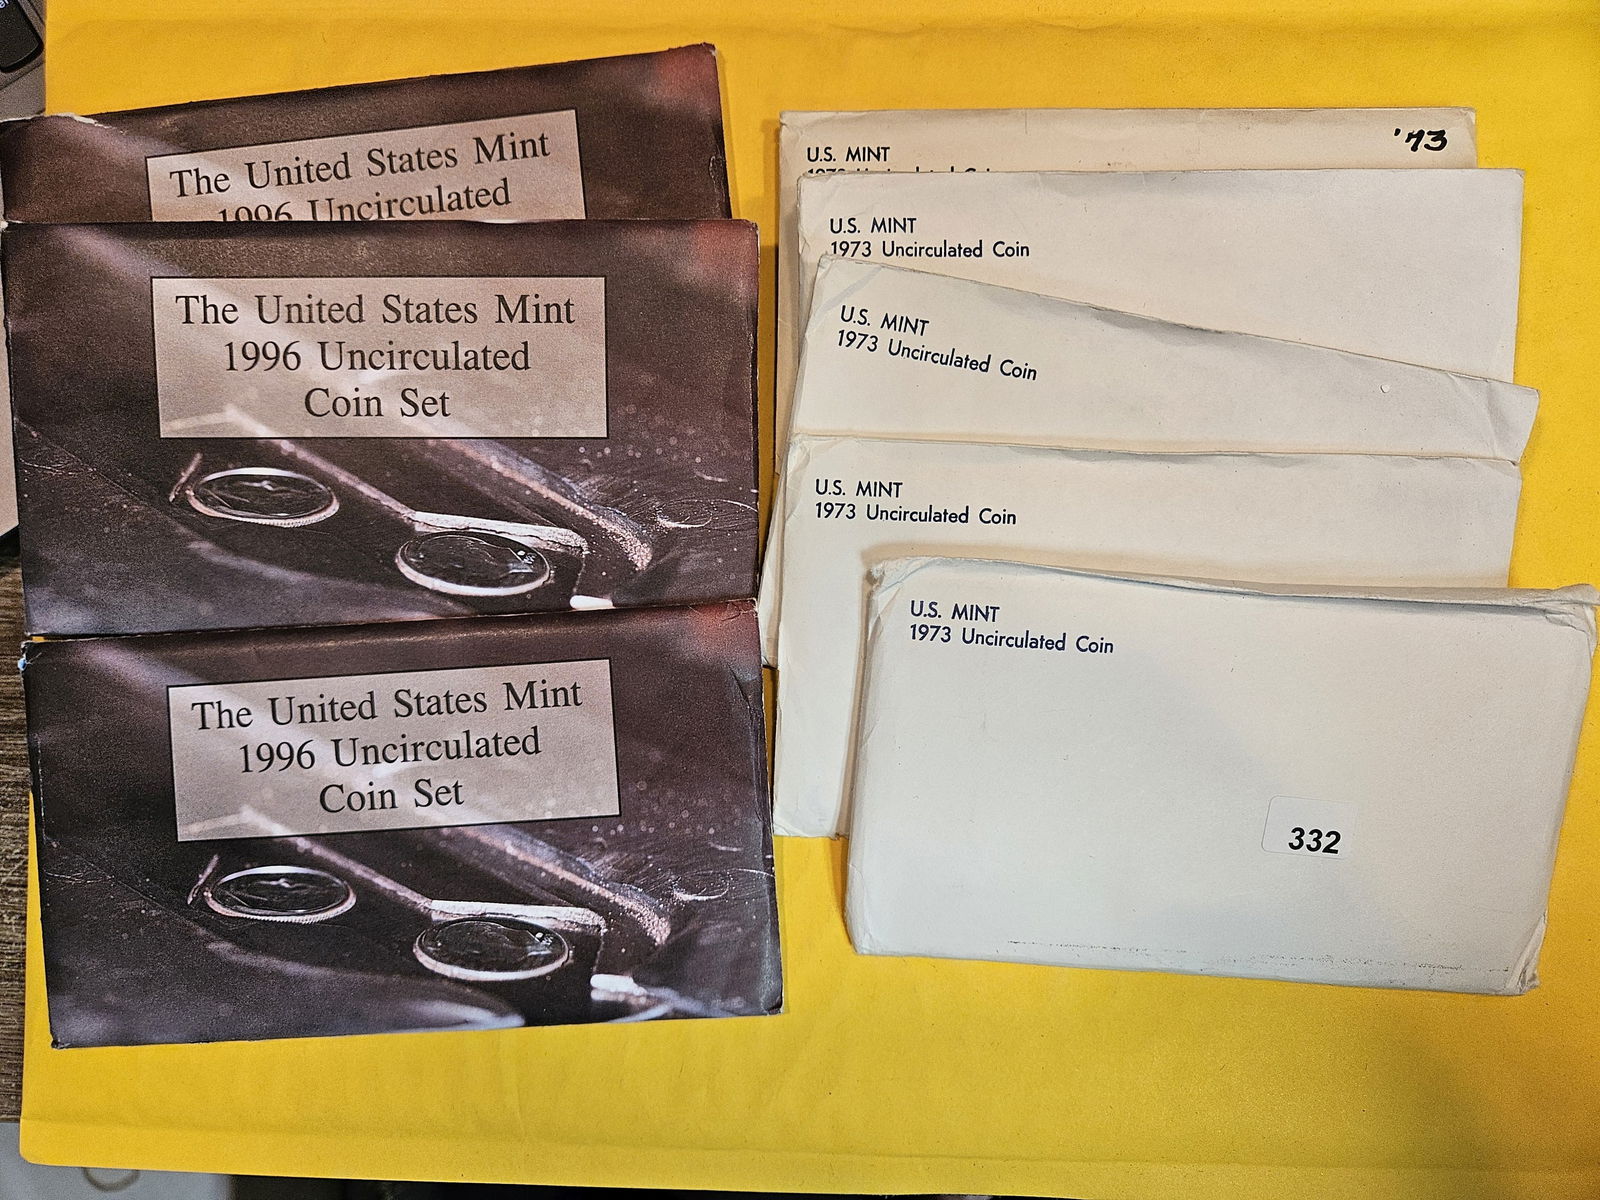 The United States Mint
1996 Uncirculated
The United States Mint
1996 Uncirculated
Coin Set
The United States Mint
1996 Uncirculated
Coin Set
'73
U.S. MINT
U.S. MINT
1973 Uncirculated Coin
U.S. MINT
1973 Uncirculated Coin
U.S. MINT
1973 Uncirculated Coin
U.S. MINT
1973 Uncirculated Coin
332